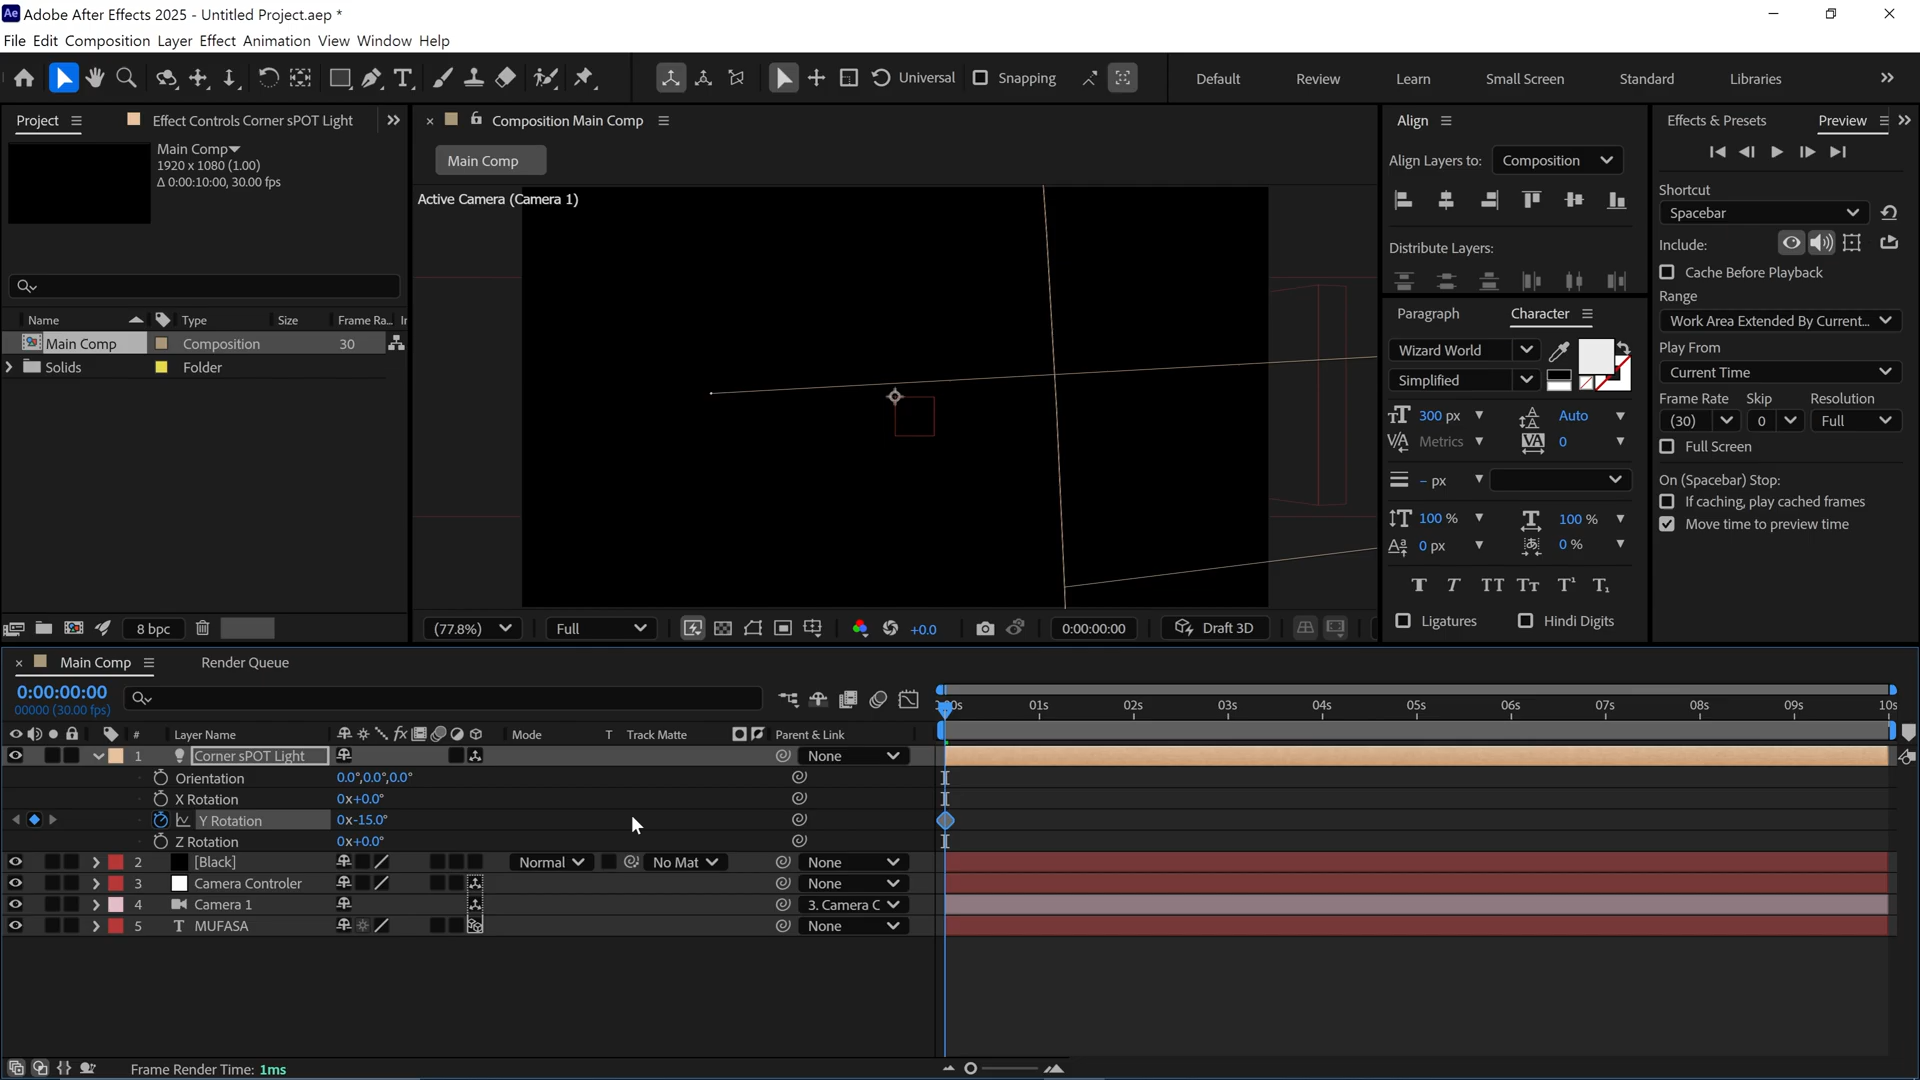 Adobe After Effects 2025 - Untitled Project.aep *
File Edit Composition Layer Effect Animation View Window Help
Universal Snapping Default Review Learn Small Screen Standard Libraries
Project Effect Controls Corner sPOT Light
Main Comp
1920 x 1080 (1.00)
Δ 0:00:10:00, 30.00 fps
Name Type Size Frame Ra...
Main Comp Composition 30
Solids Folder
8 bpc
Composition Main Comp
Main Comp
Active Camera (Camera 1)
(77.8%) Full +0.0 0:00:00:00 Draft 3D
Align
Align Layers to: Composition
Distribute Layers:
Paragraph Character
Wizard World
Simplified
300 px Auto
Metrics 0
- px
100 % 100 %
0 px 0 %
Ligatures Hindi Digits
Effects & Presets Preview
Shortcut
Spacebar
Include:
Cache Before Playback
Range
Work Area Extended By Current...
Play From
Current Time
Frame Rate Skip Resolution
(30) 0 Full
Full Screen
On (Spacebar) Stop:
If caching, play cached frames
Move time to preview time
Main Comp Render Queue
0:00:00:00
00000 (30.00 fps)
# Layer Name Mode T Track Matte Parent & Link
:00s 01s 02s 03s 04s 05s 06s 07s 08s 09s 10s
1 Corner sPOT Light None
Orientation 0.0°,0.0°,0.0°
X Rotation 0x+0.0°
Y Rotation 0x-15.0°
Z Rotation 0x+0.0°
2 [Black] Normal No Mat None
3 Camera Controler None
4 Camera 1 3. Camera C
5 T MUFASA None
Frame Render Time: 1ms